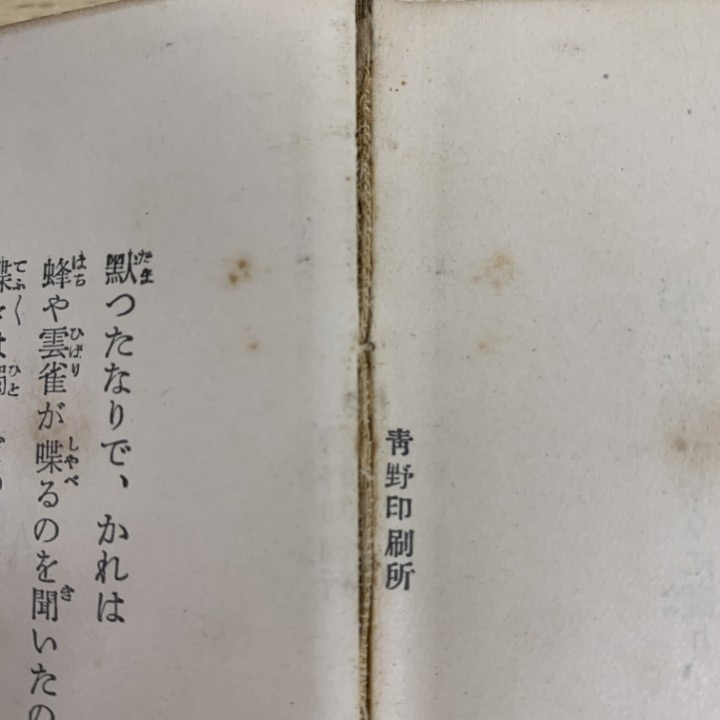 青野印刷所
默つたなりで、かれは
蜂や雲雀が喋るのを聞いたの